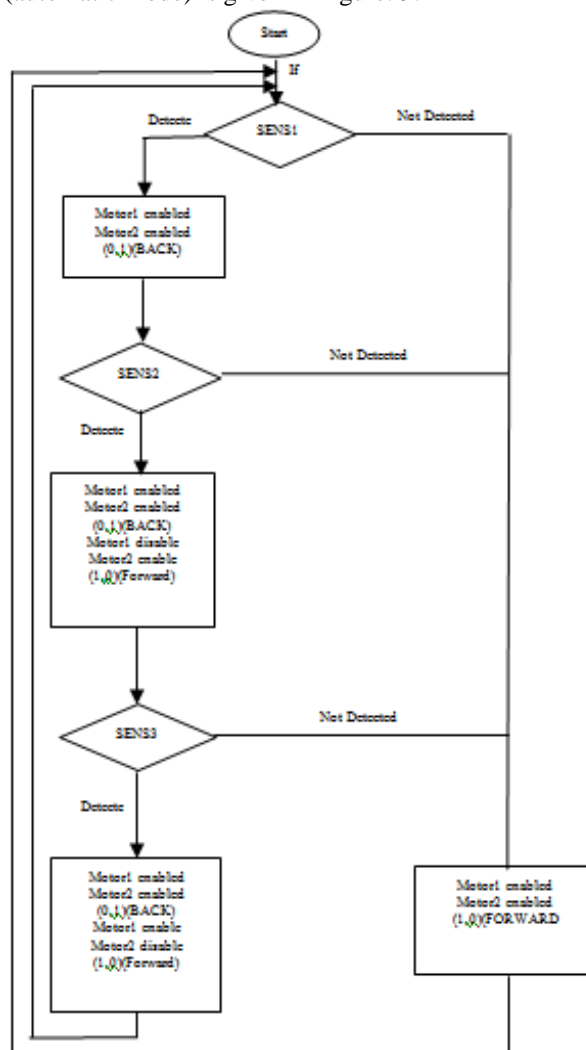 Start
If
SENS1
Detecte
Not Detected
Motor1 enabled
Motor2 enabled
(0,1)(BACK)
SENS2
Not Detected
Detecte
Motor1 enabled
Motor2 enabled
(0,1)(BACK)
Motor1 disable
Motor2 enable
(1,0)(Forward)
SENS3
Not Detected
Detecte
Motor1 enabled
Motor2 enabled
(0,1)(BACK)
Motor1 enable
Motor2 disable
(1,0)(Forward)
Motor1 enabled
Motor2 enabled
(1,0)(FORWARD